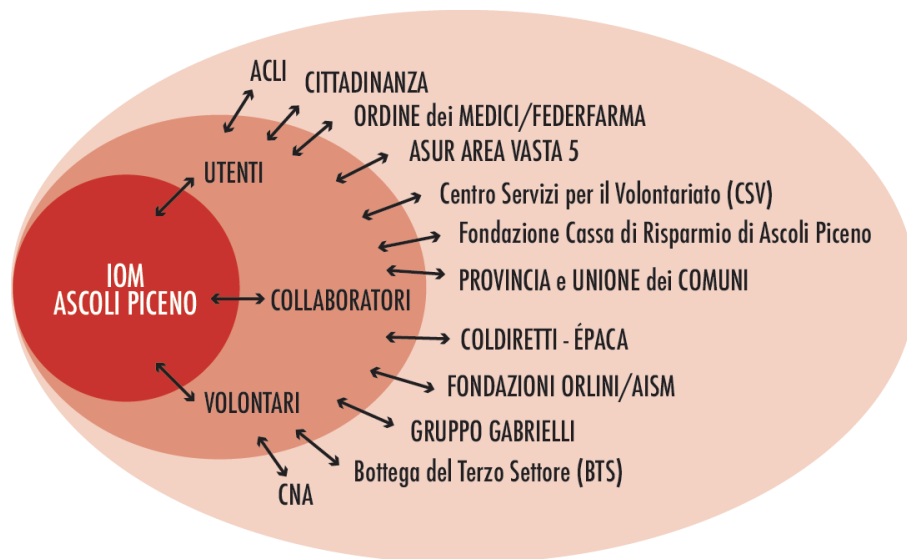 ACLI
CITTADINANZA
ORDINE dei MEDICI/FEDERFARMA
ASUR AREA VASTA 5
UTENTI
Centro Servizi per il Volontariato (CSV)
Fondazione Cassa di Risparmio di Ascoli Piceno
IOM
ASCOLI PICENO
COLLABORATORI
PROVINCIA e UNIONE dei COMUNI
COLDIRETTI - ÉPACA
FONDAZIONI ORLINI/AISM
VOLONTARI
GRUPPO GABRIELLI
Bottega del Terzo Settore (BTS)
CNA